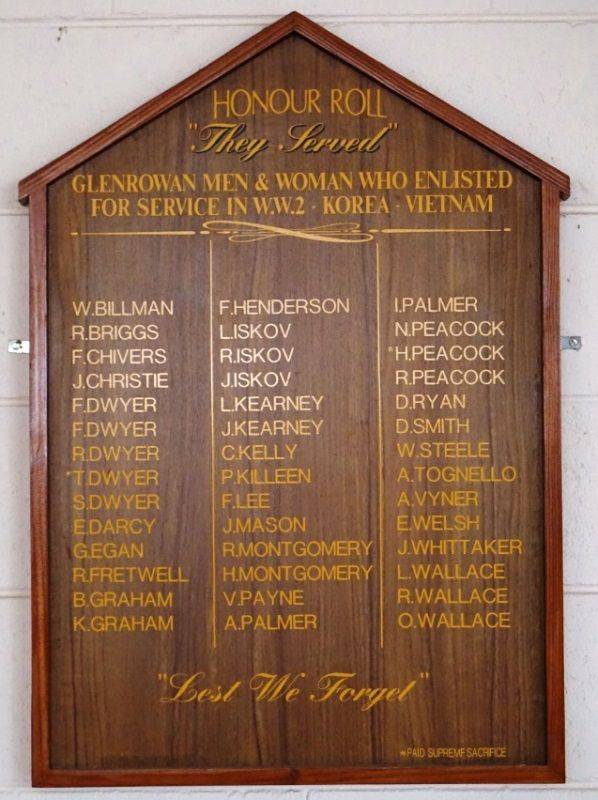 HONOUR ROLL
"They Served"
GLENROWAN MEN & WOMAN WHO ENLISTED
FOR SERVICE IN W.W.2 · KOREA · VIETNAM
W.BILLMAN
R.BRIGGS
F.CHIVERS
J.CHRISTIE
F.DWYER
F.DWYER
R.DWYER
*T.DWYER
S.DWYER
E.DARCY
G.EGAN
R.FRETWELL
B.GRAHAM
K.GRAHAM
F.HENDERSON
L.ISKOV
R.ISKOV
J.ISKOV
L.KEARNEY
J.KEARNEY
C.KELLY
P.KILLEEN
F.LEE
J.MASON
R.MONTGOMERY
H.MONTGOMERY
V.PAYNE
A.PALMER
I.PALMER
N.PEACOCK
*H.PEACOCK
R.PEACOCK
D.RYAN
D.SMITH
W.STEELE
A.TOGNELLO
A.VYNER
E.WELSH
J.WHITTAKER
L.WALLACE
R.WALLACE
O.WALLACE
"Lest We Forget"
*PAID SUPREME SACRIFICE